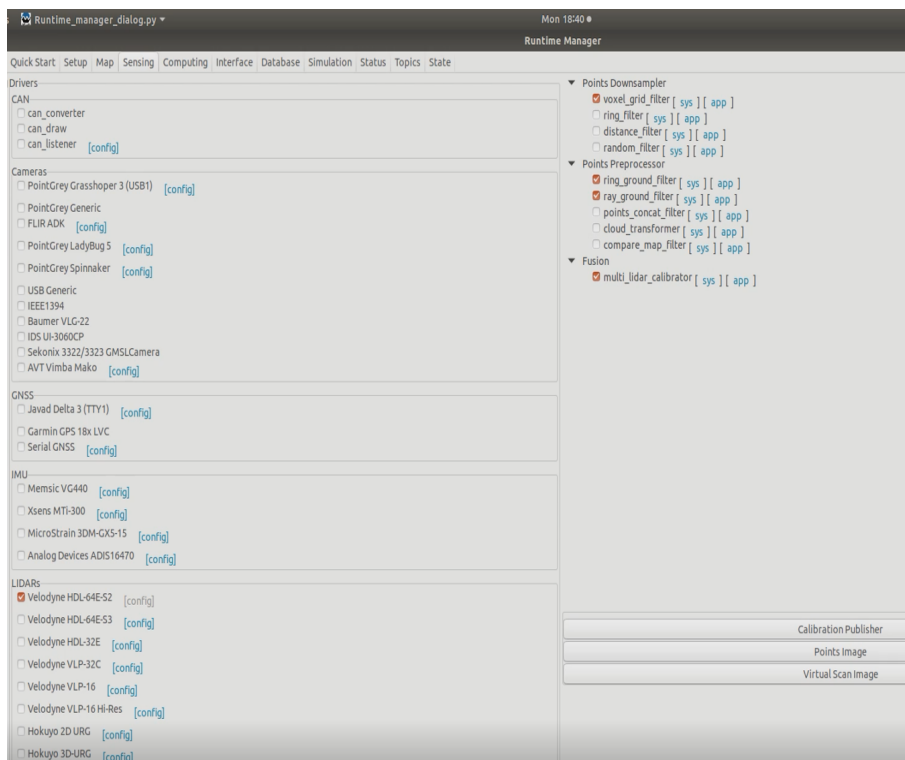 Runtime_manager_dialog.py ▾
Mon 18:40 ●
Runtime Manager
Quick Start Setup Map Sensing Computing Interface Database Simulation Status Topics State
Drivers
CAN
can_converter
can_draw
can_listener [config]
Cameras
PointGrey Grasshoper 3 (USB1) [config]
PointGrey Generic
FLIR ADK [config]
PointGrey LadyBug 5 [config]
PointGrey Spinnaker [config]
USB Generic
IEEE1394
Baumer VLG-22
IDS UI-3060CP
Sekonix 3322/3323 GMSLCamera
AVT Vimba Mako [config]
GNSS
Javad Delta 3 (TTY1) [config]
Garmin GPS 18x LVC
Serial GNSS [config]
IMU
Memsic VG440 [config]
Xsens MTi-300 [config]
MicroStrain 3DM-GX5-15 [config]
Analog Devices ADIS16470 [config]
LIDARs
Velodyne HDL-64E-S2 [config]
Velodyne HDL-64E-S3 [config]
Velodyne HDL-32E [config]
Velodyne VLP-32C [config]
Velodyne VLP-16 [config]
Velodyne VLP-16 Hi-Res [config]
Hokuyo 2D URG [config]
Hokuyo 3D-URG [config]
▼ Points Downsampler
voxel_grid_filter [ sys ] [ app ]
ring_filter [ sys ] [ app ]
distance_filter [ sys ] [ app ]
random_filter [ sys ] [ app ]
▼ Points Preprocessor
ring_ground_filter [ sys ] [ app ]
ray_ground_filter [ sys ] [ app ]
points_concat_filter [ sys ] [ app ]
cloud_transformer [ sys ] [ app ]
compare_map_filter [ sys ] [ app ]
▼ Fusion
multi_lidar_calibrator [ sys ] [ app ]
Calibration Publisher
Points Image
Virtual Scan Image